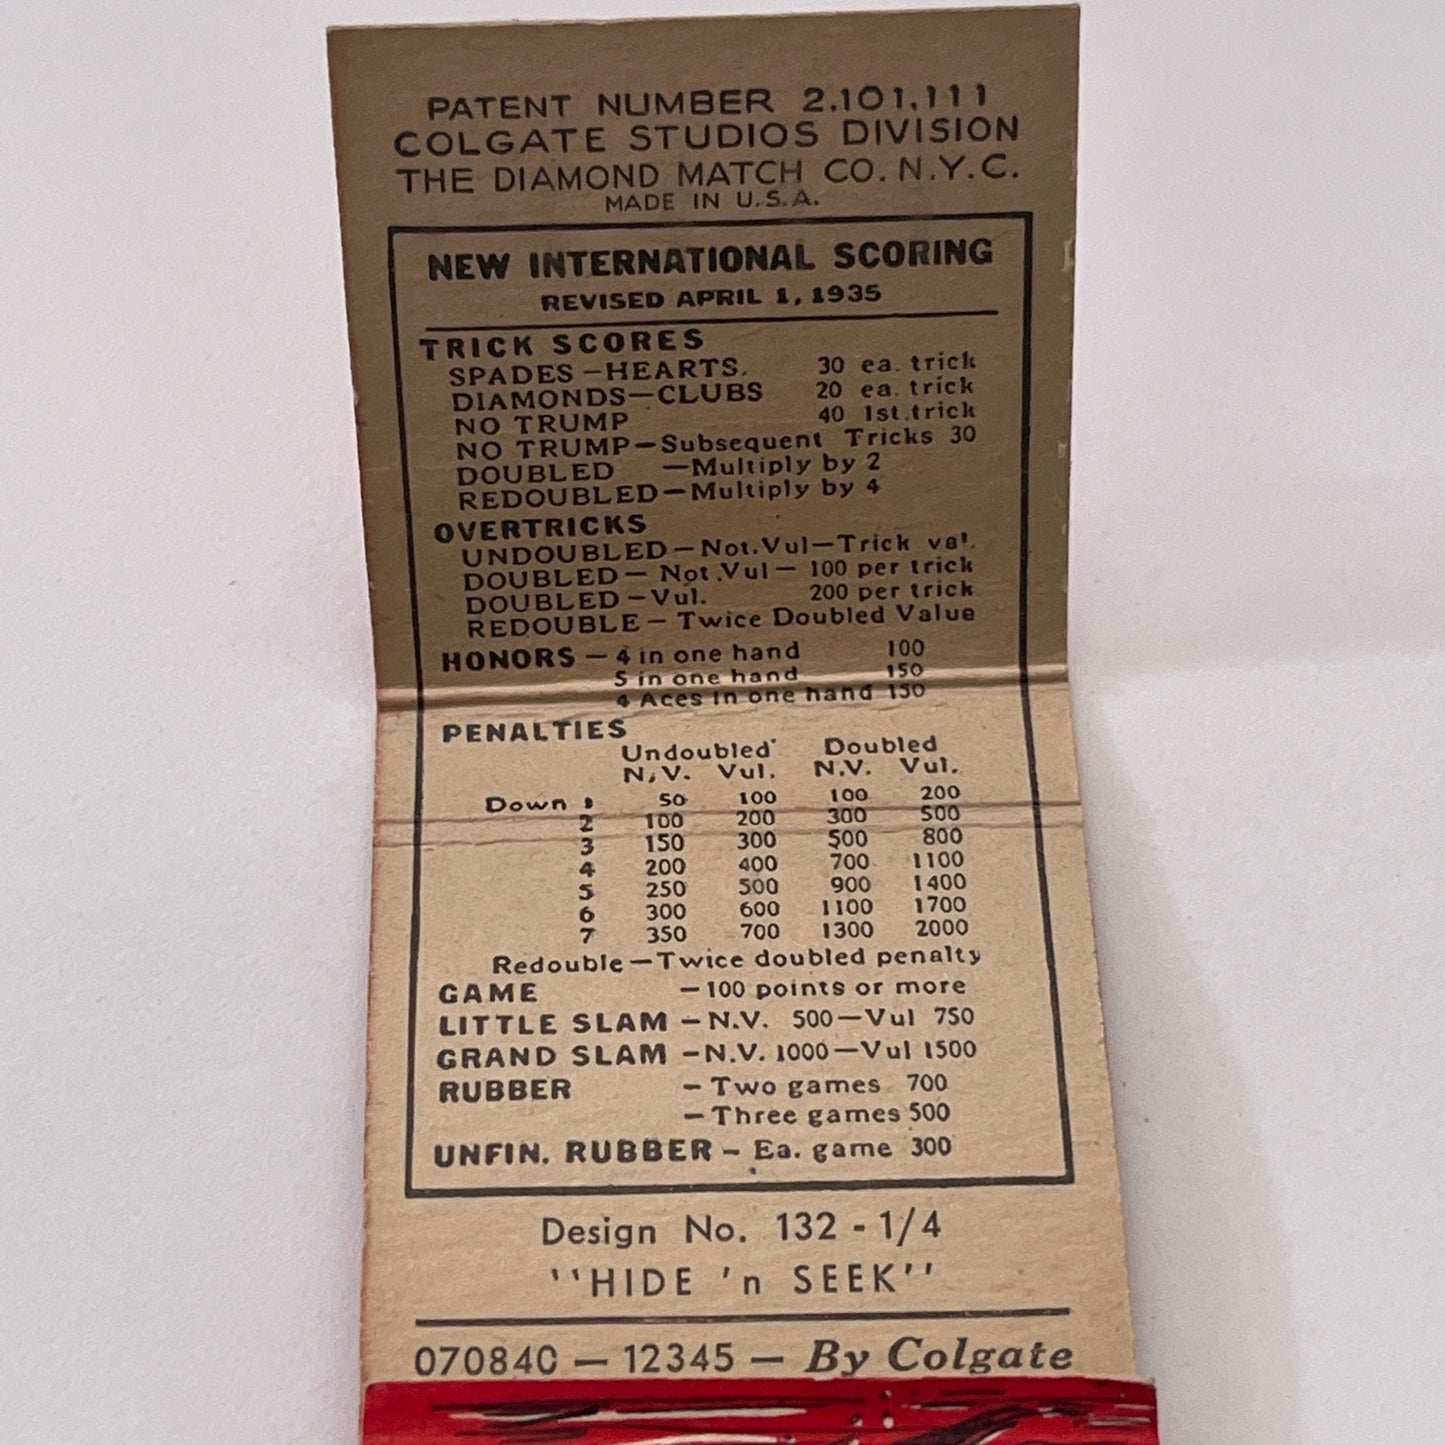 PATENT NUMBER 2.101.111
COLGATE STUDIOS DIVISION
THE DIAMOND MATCH CO. N.Y.C.
MADE IN U.S.A.
NEW INTERNATIONAL SCORING
REVISED APRIL 1, 1935
TRICK SCORES
SPADES - HEARTS. 30 ea. trick
DIAMONDS - CLUBS 20 ea. trick
NO TRUMP 40 1st. trick
NO TRUMP - Subsequent Tricks 30
DOUBLED - Multiply by 2
REDOUBLED - Multiply by 4
OVERTRICKS
UNDOUBLED - Not. Vul - Trick val.
DOUBLED - Not. Vul - 100 per trick
DOUBLED - Vul. 200 per trick
REDOUBLE - Twice Doubled Value
HONORS - 4 in one hand 100
5 in one hand 150
4 Aces in one hand 150
PENALTIES
Undoubled Doubled
N.V. Vul. N.V. Vul.
Down 1 50 100 100 200
2 100 200 300 500
3 150 300 500 800
4 200 400 700 1100
5 250 500 900 1400
6 300 600 1100 1700
7 350 700 1300 2000
Redouble - Twice doubled penalty
GAME - 100 points or more
LITTLE SLAM - N.V. 500 - Vul 750
GRAND SLAM - N.V. 1000 - Vul 1500
RUBBER - Two games 700
- Three games 500
UNFIN. RUBBER - Ea. game 300
Design No. 132 - 1/4
''HIDE 'n SEEK''
070840 - 12345 - By Colgate